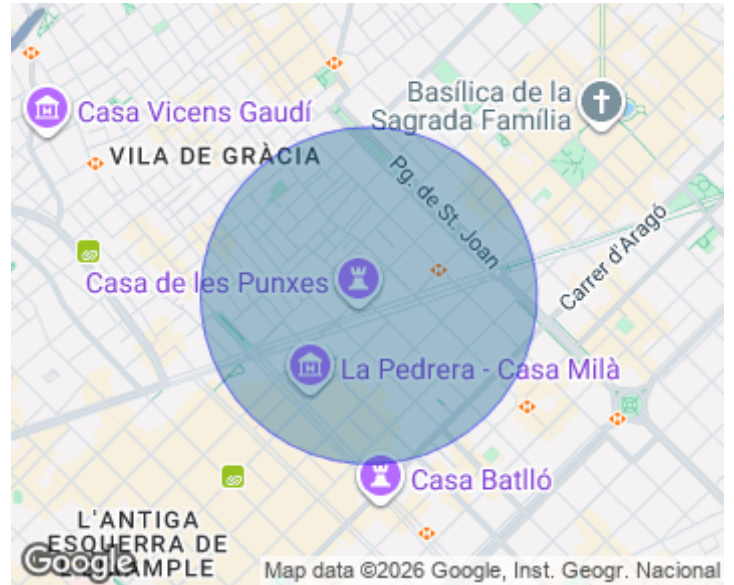 Basílica de la
Sagrada Família
Casa Vicens Gaudí
VILA DE GRÀCIA
Pg. de St. Joan
Carrer d'Aragó
Casa de les Punxes
La Pedrera - Casa Milà
Casa Batlló
L'ANTIGA
ESQUERRA DE
Google
Map data ©2026 Google, Inst. Geogr. Nacional